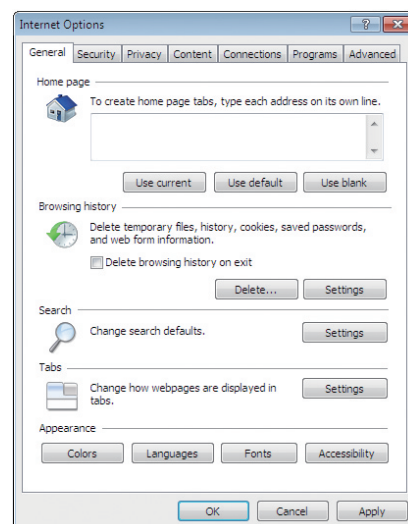 Internet Options
General Security Privacy Content Connections Programs Advanced
Home page
To create home page tabs, type each address on its own line.
Use current Use default Use blank
Browsing history
Delete temporary files, history, cookies, saved passwords,
and web form information.
Delete browsing history on exit
Delete... Settings
Search
Change search defaults. Settings
Tabs
Change how webpages are displayed in Settings
tabs.
Appearance
Colors Languages Fonts Accessibility
OK Cancel Apply